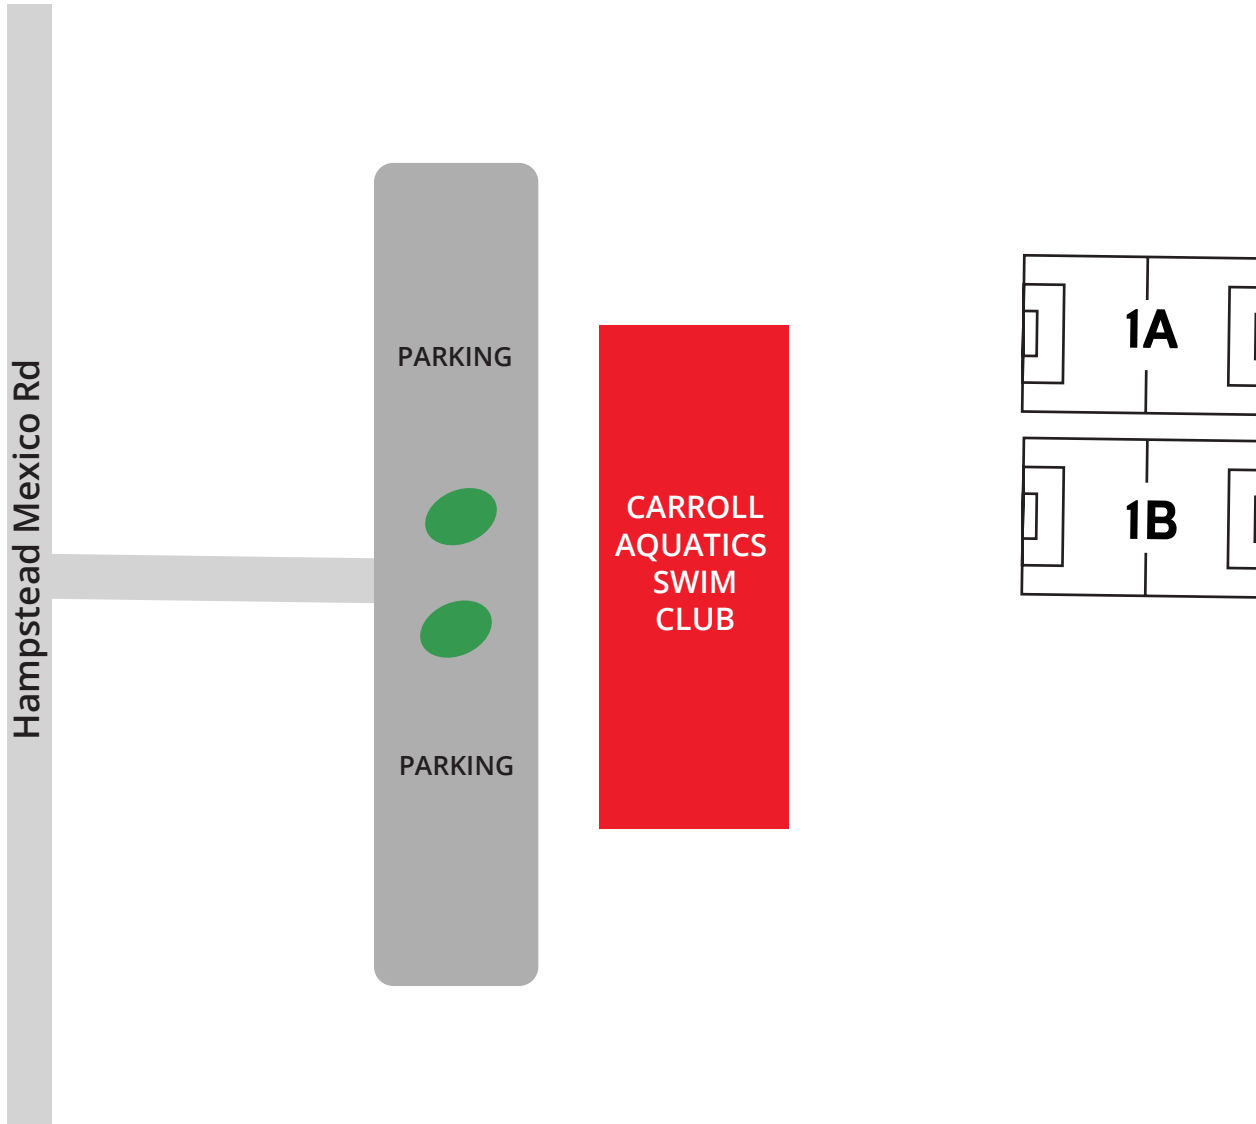 Hampstead Mexico Rd
PARKING
CARROLL
AQUATICS
SWIM
CLUB
PARKING
1A
1B